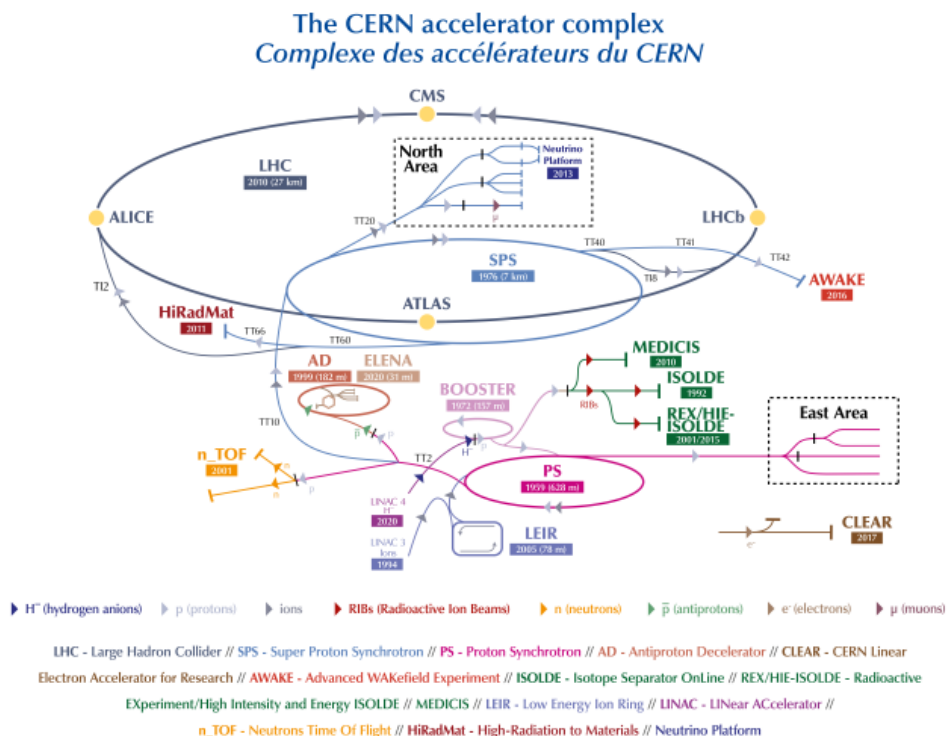 The CERN accelerator complex
Complexe des accélérateurs du CERN
CMS
North
Area
Neutrino
Platform
2013
LHC
2010 (27 km)
ALICE
TT20
LHCb
TT40
TT41
TT42
SPS
1976 (7 km)
TI8
AWAKE
2016
TI2
HiRadMat
2011
TT66
ATLAS
TT60
AD
1999 (182 m)
ELENA
2020 (31 m)
MEDICIS
2010
BOOSTER
1972 (157 m)
ISOLDE
1992
RIBs
REX/HIE-
ISOLDE
2001/2015
East Area
TT10
p̅
p
p
H⁻
TT2
n_TOF
2001
n
n
p
PS
1959 (628 m)
LINAC 4
H⁻
2020
LINAC 3
Ions
1994
LEIR
2005 (78 m)
CLEAR
2017
e⁻
μ
H⁻ (hydrogen anions)
p (protons)
ions
RIBs (Radioactive Ion Beams)
n (neutrons)
p̅ (antiprotons)
e⁻ (electrons)
μ (muons)
LHC - Large Hadron Collider // SPS - Super Proton Synchrotron // PS - Proton Synchrotron // AD - Antiproton Decelerator // CLEAR - CERN Linear
Electron Accelerator for Research // AWAKE - Advanced WAKefield Experiment // ISOLDE - Isotope Separator OnLine // REX/HIE-ISOLDE - Radioactive
EXperiment/High Intensity and Energy ISOLDE // MEDICIS // LEIR - Low Energy Ion Ring // LINAC - LINear ACcelerator //
n_TOF - Neutrons Time Of Flight // HiRadMat - High-Radiation to Materials // Neutrino Platform